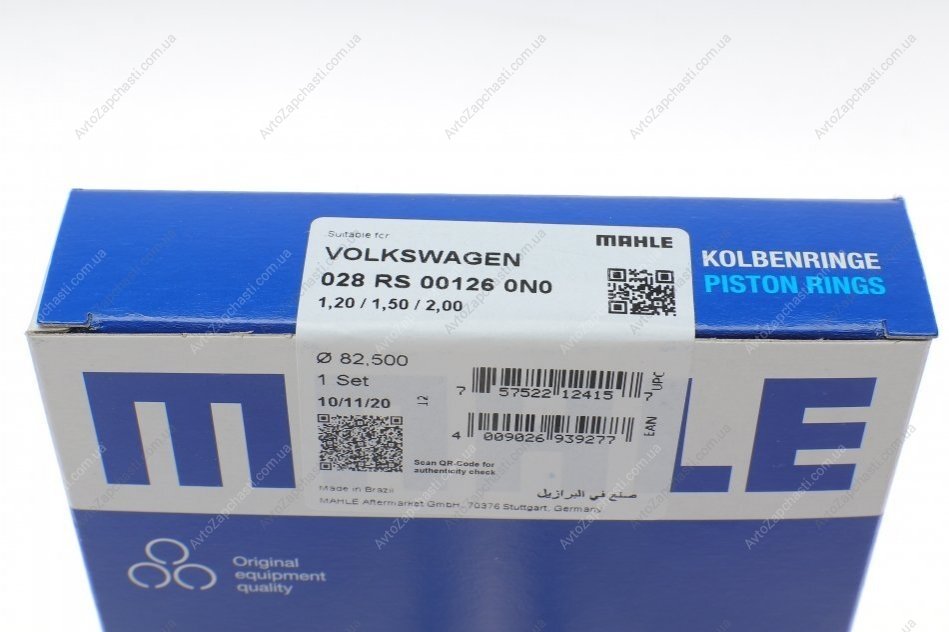 Suitable for
MAHLE
VOLKSWAGEN
028 RS 00126 0N0
1,20 / 1,50 / 2,00
KOLBENRINGE
PISTON RINGS
Ø 82,500
1 Set
10/11/20
12
7 57522 12415 7
UPC
4 009026 939277
EAN
Scan QR-Code for
authenticity check
Made in Brazil
صنع في البرازيل
MAHLE Aftermarket GmbH, 70376 Stuttgart, Germany
Original
equipment
quality
AvtoZapchasti.com.ua